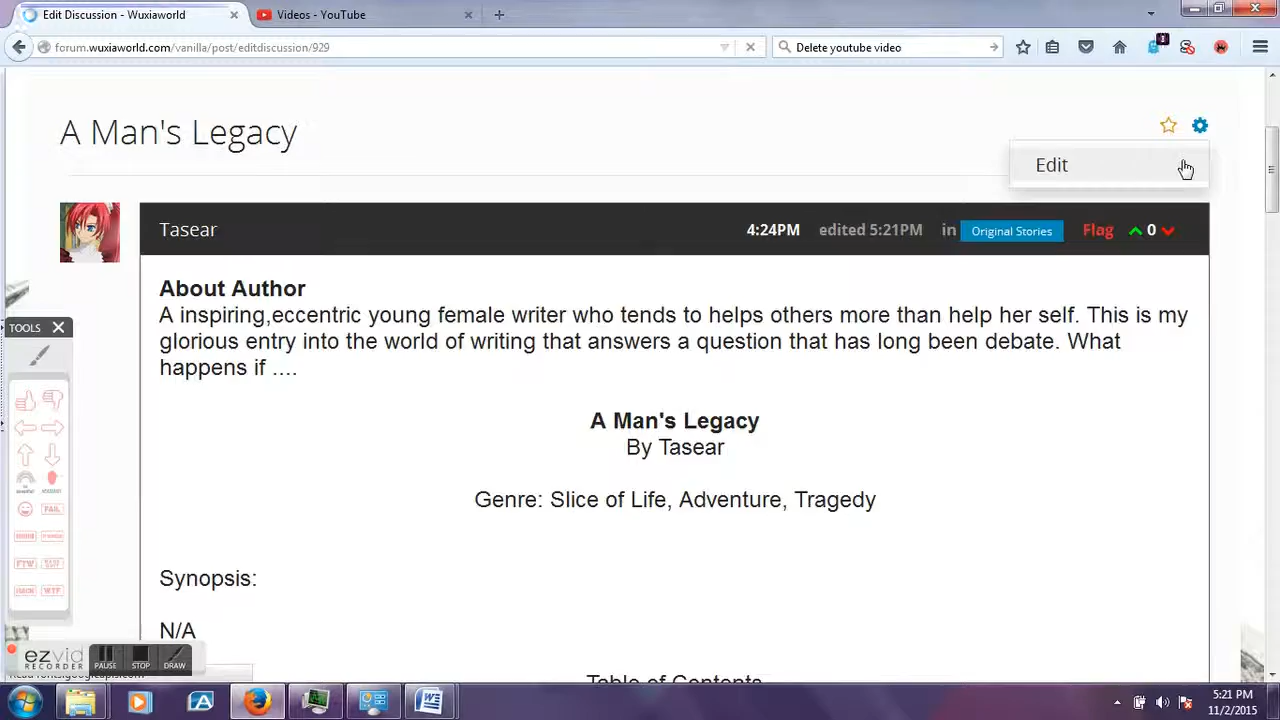 Edit Discussion - Wuxiaworld
Videos - YouTube
forum.wuxiaworld.com/vanilla/post/editdiscussion/929
Delete youtube video
A Man's Legacy
Edit
Tasear
4:24PM edited 5:21PM in Original Stories Flag 0
About Author
A inspiring,eccentric young female writer who tends to helps others more than help her self. This is my
glorious entry into the world of writing that answers a question that has long been debate. What
happens if ....
A Man's Legacy
By Tasear
Genre: Slice of Life, Adventure, Tragedy
Synopsis:
N/A
Table of Contents
TOOLS
FAIL
FTW
WTF
ezvid
RECORDER
PAUSE
STOP
DRAW
5:21 PM
11/2/2015